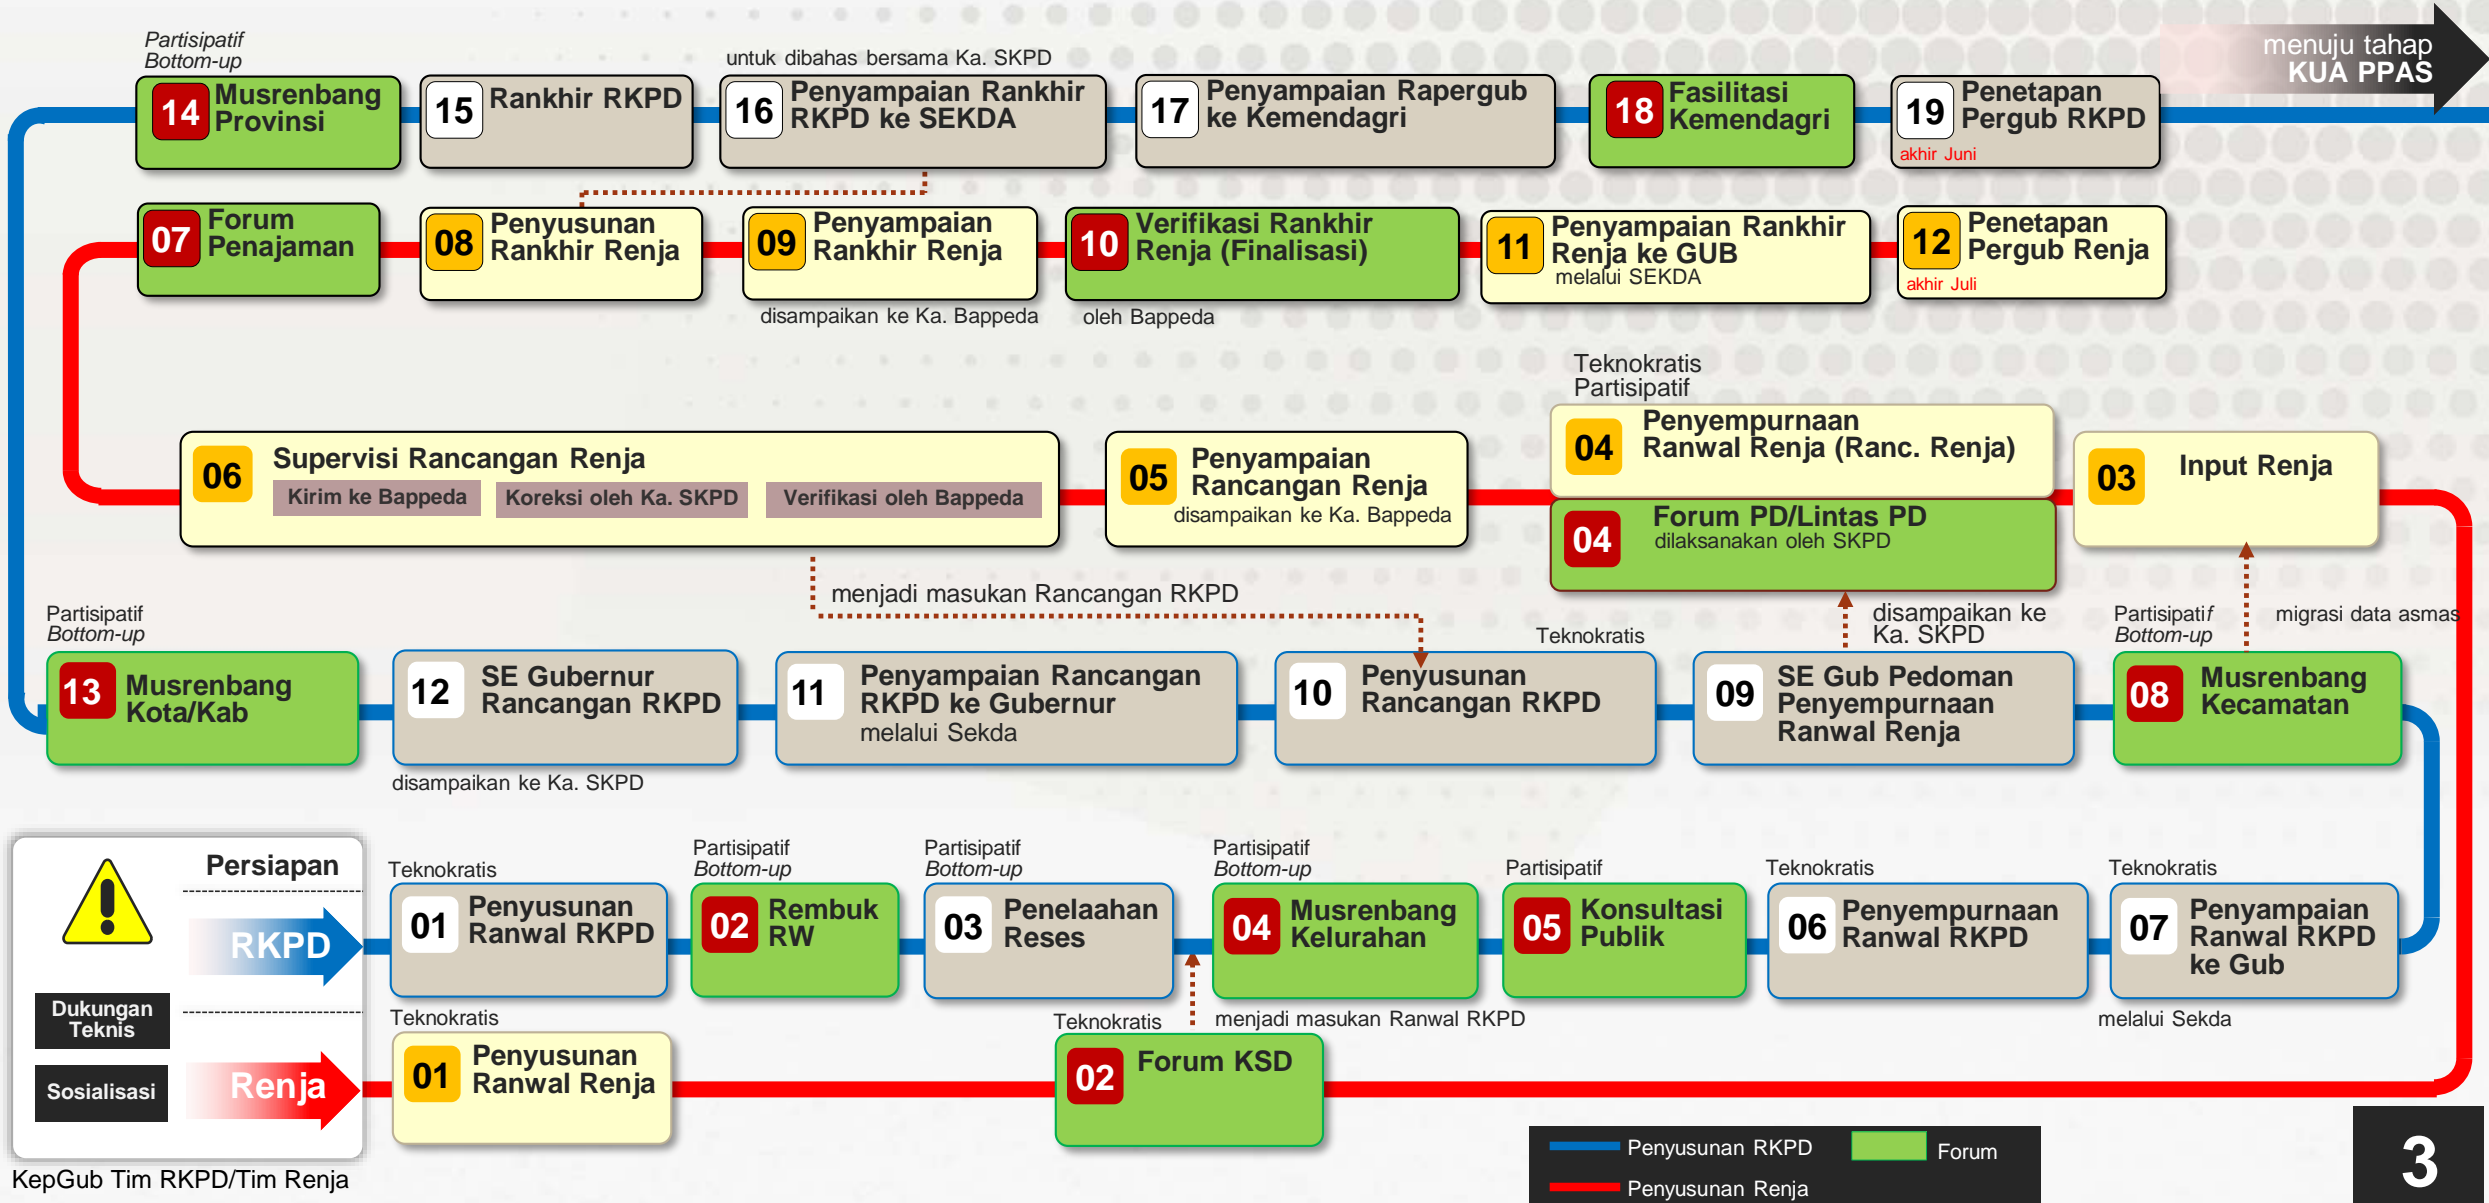 menuju tahap
KUA PPAS
Partisipatif
Bottom-up
untuk dibahas bersama Ka. SKPD
14
Musrenbang
Provinsi
15
Rankhir RKPD
16
Penyampaian Rankhir
RKPD ke SEKDA
17
Penyampaian Rapergub
ke Kemendagri
18
Fasilitasi
Kemendagri
19
Penetapan
Pergub RKPD
akhir Juni
07
Forum
Penajaman
08
Penyusunan
Rankhir Renja
09
Penyampaian
Rankhir Renja
disampaikan ke Ka. Bappeda
10
Verifikasi Rankhir
Renja (Finalisasi)
oleh Bappeda
11
Penyampaian Rankhir
Renja ke GUB
melalui SEKDA
12
Penetapan
Pergub Renja
akhir Juli
06
Supervisi Rancangan Renja
Kirim ke Bappeda
Koreksi oleh Ka. SKPD
Verifikasi oleh Bappeda
05
Penyampaian
Rancangan Renja
disampaikan ke Ka. Bappeda
Teknokratis
Partisipatif
04
Penyempurnaan
Ranwal Renja (Ranc. Renja)
04
Forum PD/Lintas PD
dilaksanakan oleh SKPD
03
Input Renja
menjadi masukan Rancangan RKPD
disampaikan ke
Ka. SKPD
migrasi data asmas
Partisipatif
Bottom-up
13
Musrenbang
Kota/Kab
12
SE Gubernur
Rancangan RKPD
disampaikan ke Ka. SKPD
11
Penyampaian Rancangan
RKPD ke Gubernur
melalui Sekda
Teknokratis
10
Penyusunan
Rancangan RKPD
09
SE Gub Pedoman
Penyempurnaan
Ranwal Renja
Partisipatif
Bottom-up
08
Musrenbang
Kecamatan
Persiapan
RKPD
Dukungan
Teknis
Sosialisasi
Renja
KepGub Tim RKPD/Tim Renja
Teknokratis
01
Penyusunan
Ranwal RKPD
Partisipatif
Bottom-up
02
Rembuk
RW
Partisipatif
Bottom-up
03
Penelaahan
Reses
Partisipatif
Bottom-up
04
Musrenbang
Kelurahan
Partisipatif
05
Konsultasi
Publik
Teknokratis
06
Penyempurnaan
Ranwal RKPD
Teknokratis
07
Penyampaian
Ranwal RKPD
ke Gub
melalui Sekda
Teknokratis
01
Penyusunan
Ranwal Renja
Teknokratis
02
Forum KSD
menjadi masukan Ranwal RKPD
Penyusunan RKPD
Forum
Penyusunan Renja
3